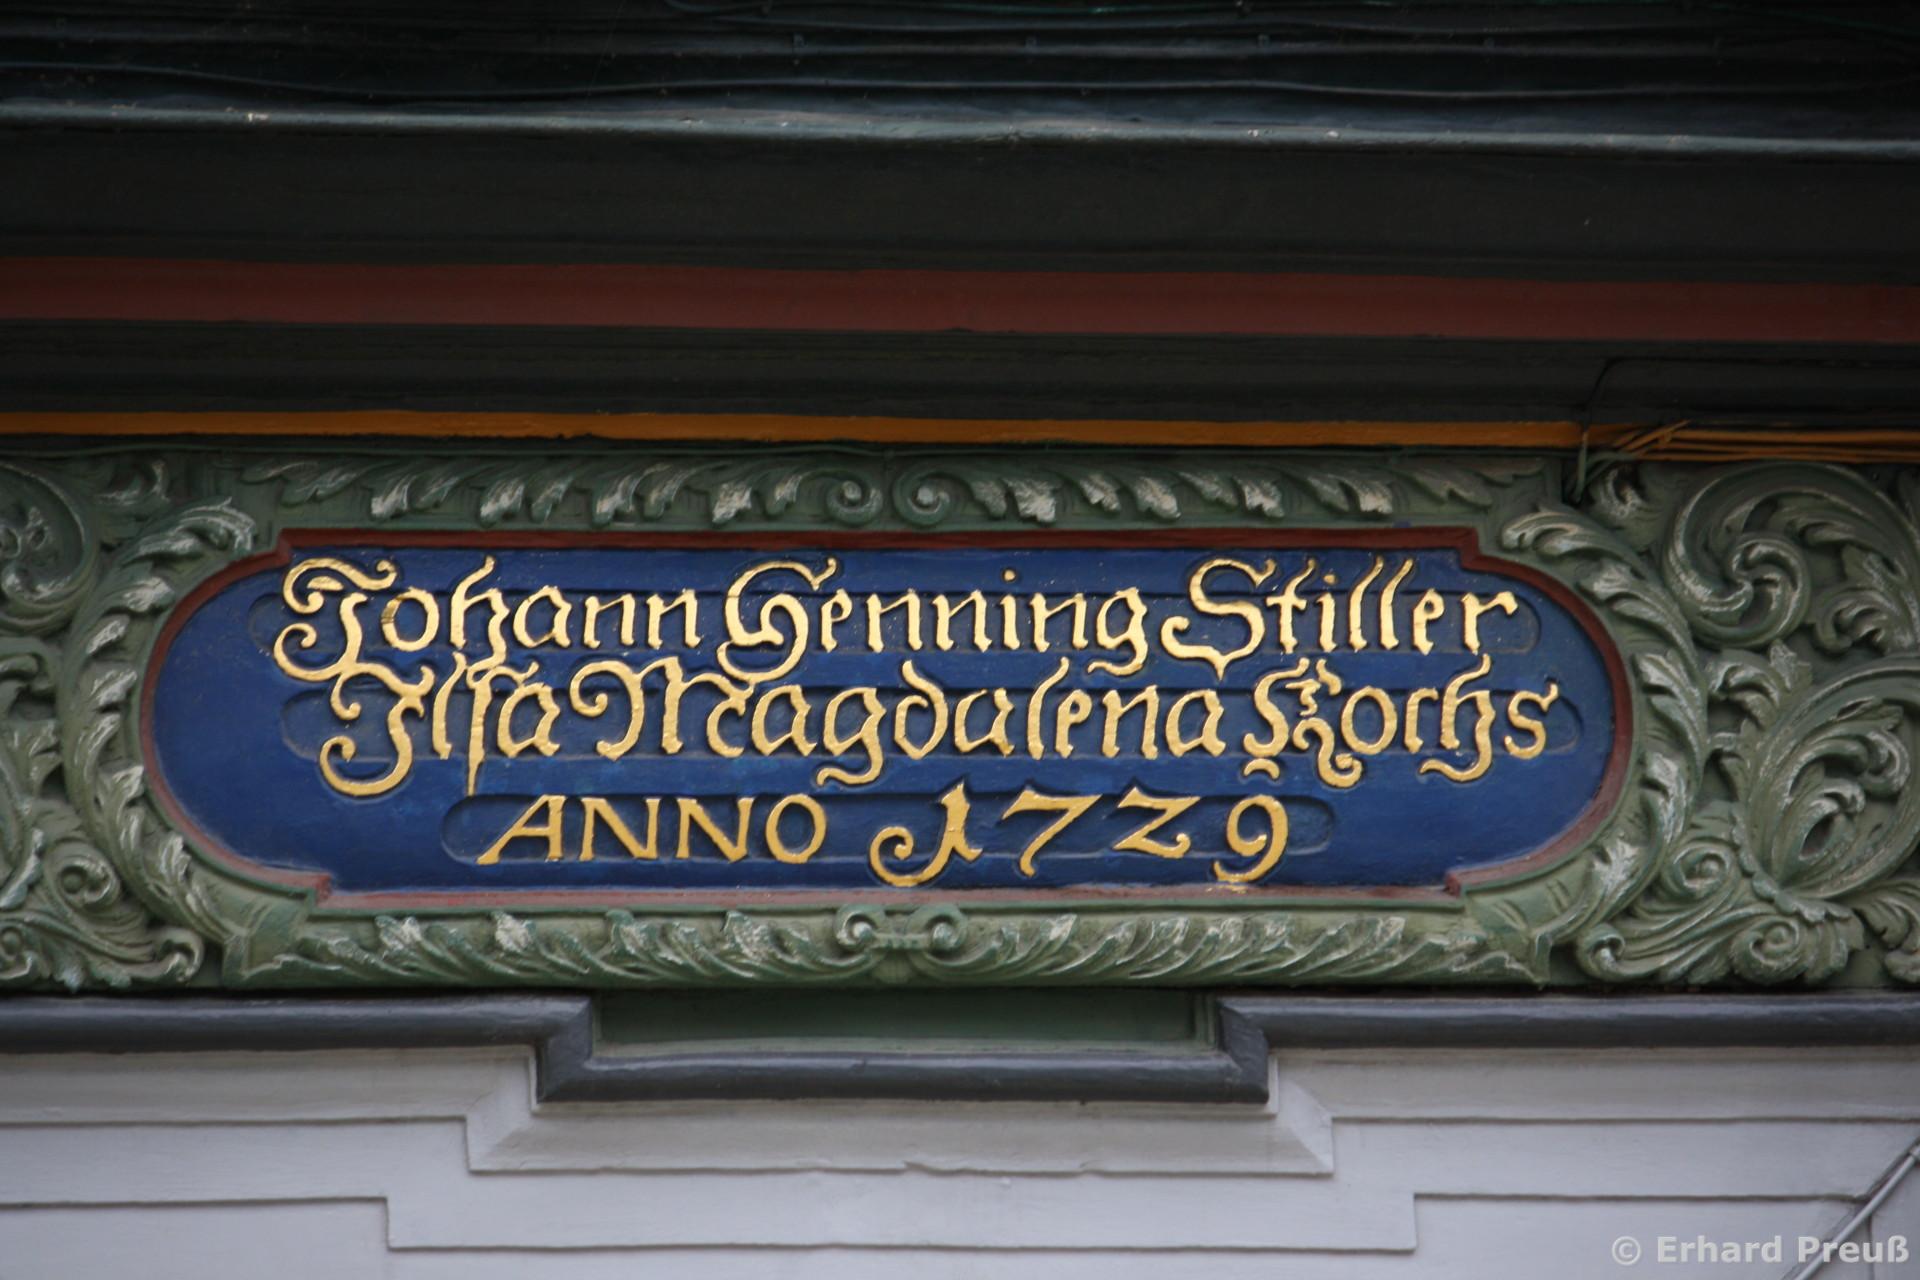 Johann Henning Stiller
Ilsa Magdalena Kochs
ANNO 1729
© Erhard Preuß